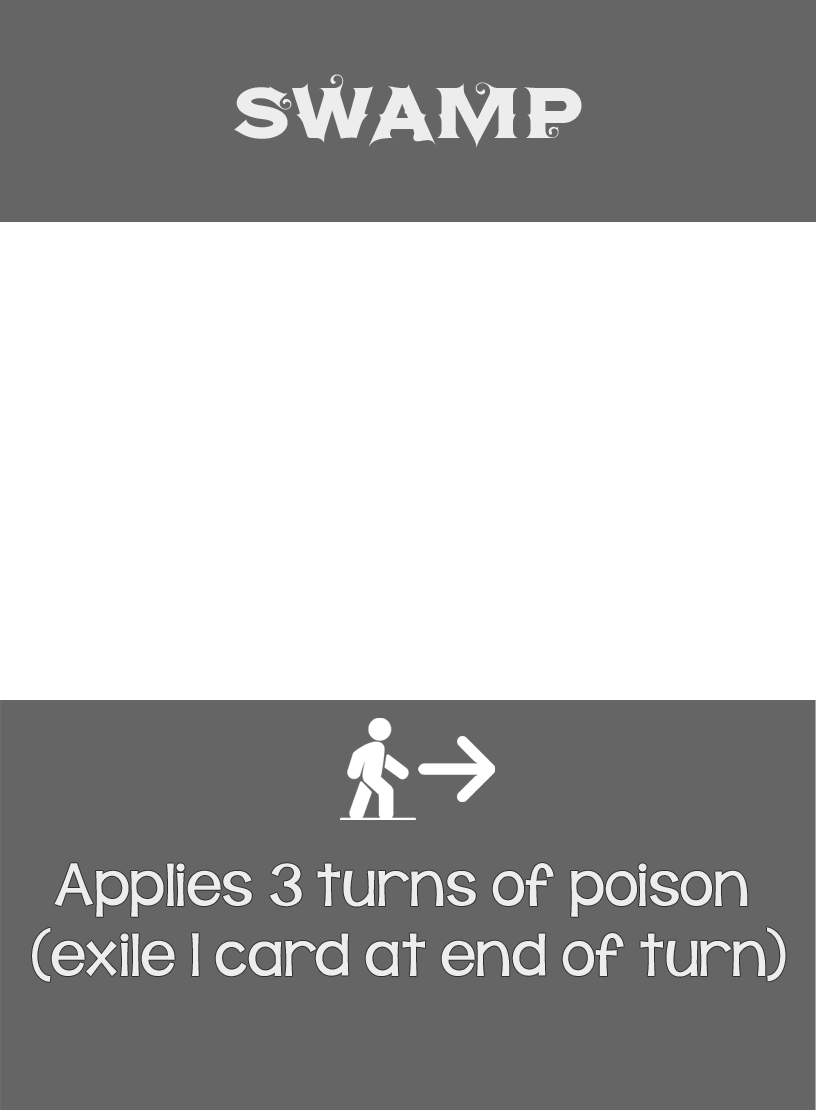 SWAMP
Applies 3 turns of poison
(exile 1 card at end of turn)